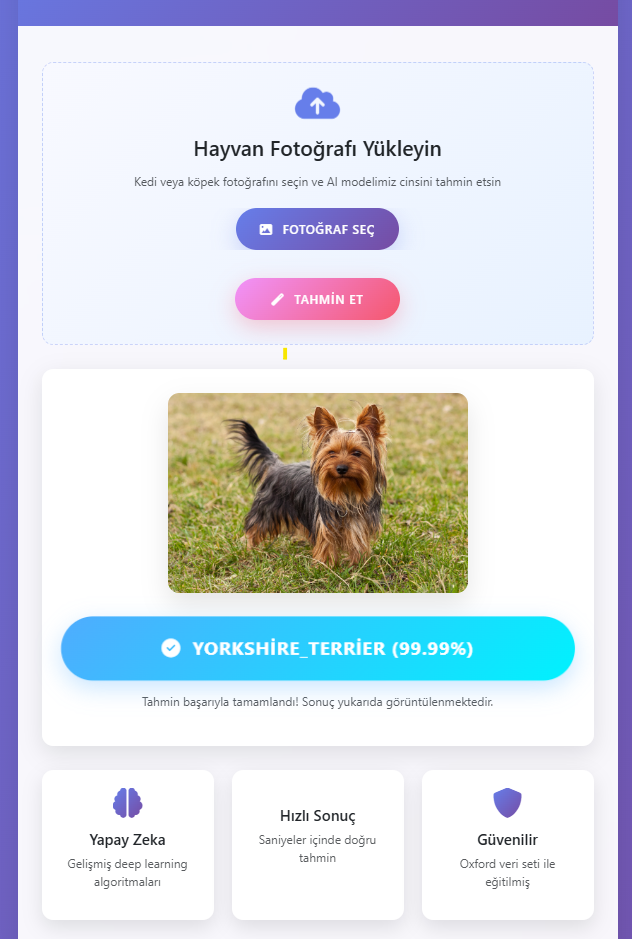 Hayvan Fotoğrafı Yükleyin
Kedi veya köpek fotoğrafını seçin ve AI modelimiz cinsini tahmin etsin
FOTOĞRAF SEÇ
TAHMİN ET
YORKSHİRE_TERRİER (99.99%)
Tahmin başarıyla tamamlandı! Sonuç yukarıda görüntülenmektedir.
Yapay Zeka
Gelişmiş deep learning
algoritmaları
Hızlı Sonuç
Saniyeler içinde doğru
tahmin
Güvenilir
Oxford veri seti ile
eğitilmiş